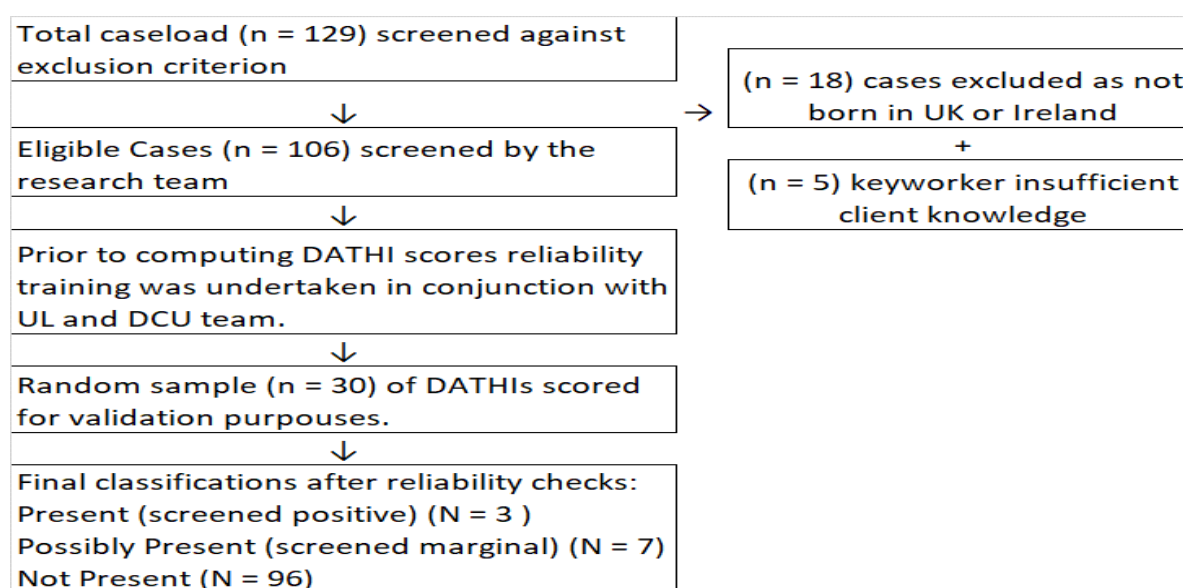 Total caseload (n = 129) screened against
exclusion criterion
↓
→
(n = 18) cases excluded as not
born in UK or Ireland
+
(n = 5) keyworker insufficient
client knowledge
Eligible Cases (n = 106) screened by the
research team
↓
Prior to computing DATHI scores reliability
training was undertaken in conjunction with
UL and DCU team.
↓
Random sample (n = 30) of DATHIs scored
for validation purpouses.
↓
Final classifications after reliability checks:
Present (screened positive) (N = 3 )
Possibly Present (screened marginal) (N = 7)
Not Present (N = 96)